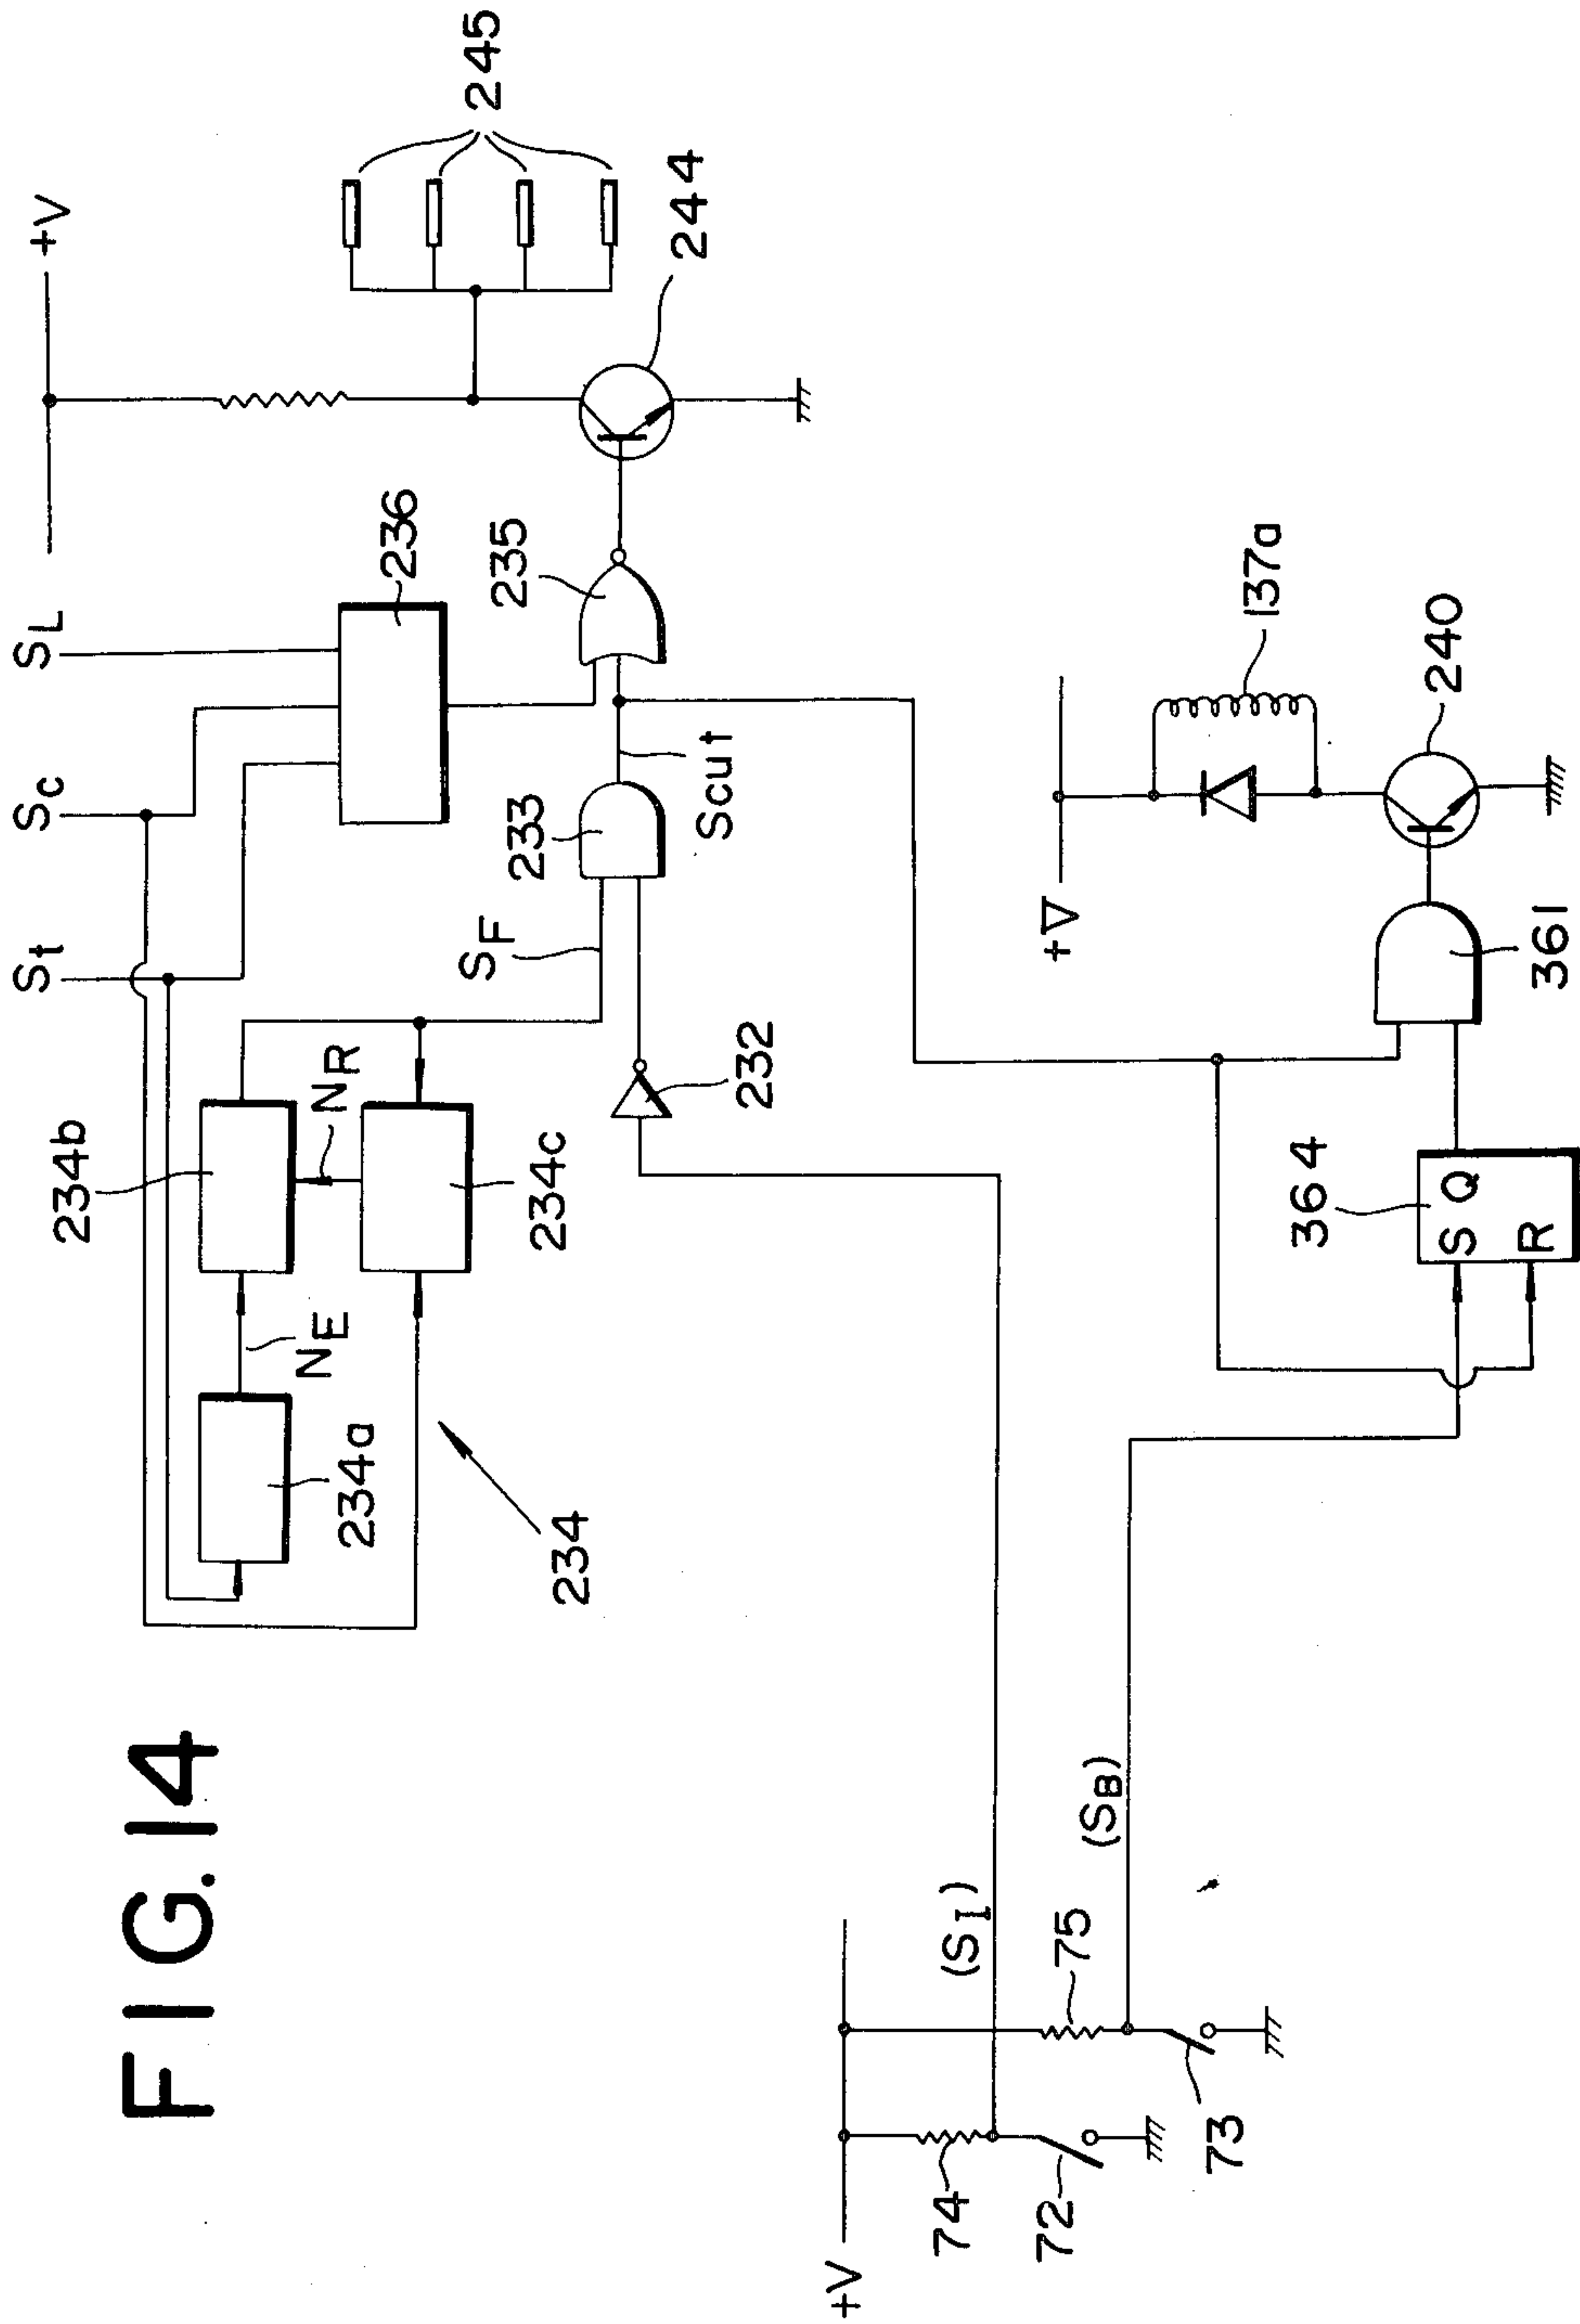 FIG.14
St
Sc
SL
+V
234b
NR
NE
234a
234c
234
SF
232
233
Scut
236
235
245
244
+V
74
72
(SI)
75
73
(SB)
364
S Q
R
361
+V
137a
240